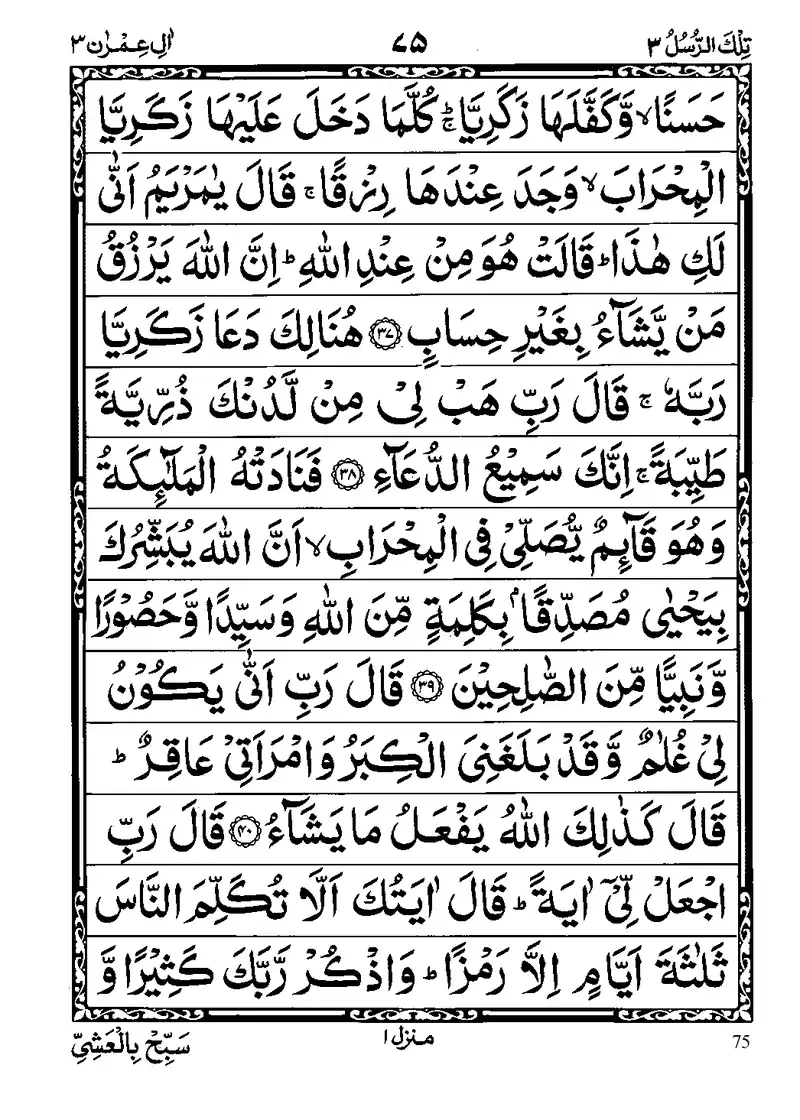 تِلْكَ الرُّسُلُ ٣
٧٥
اٰلِ عِمْرٰن ٣
حَسَنًا ۙ وَّكَفَّلَهَا زَكَرِيَّا ؕۚ كُلَّمَا دَخَلَ عَلَيْهَا زَكَرِيَّا
الْمِحْرَابَ ۙ وَجَدَ عِنْدَهَا رِزْقًا ۚ قَالَ يٰمَرْيَمُ اَنّٰى
لَكِ هٰذَا ؕ قَالَتْ هُوَ مِنْ عِنْدِ اللّٰهِ ؕ اِنَّ اللّٰهَ يَرْزُقُ
مَنْ يَّشَآءُ بِغَيْرِ حِسَابٍ ﴿٣٧﴾ هُنَالِكَ دَعَا زَكَرِيَّا
رَبَّهٗ ۚ قَالَ رَبِّ هَبْ لِىْ مِنْ لَّدُنْكَ ذُرِّيَّةً
طَيِّبَةً ۚ اِنَّكَ سَمِيْعُ الدُّعَآءِ ﴿٣٨﴾ فَنَادَتْهُ الْمَلٰٓئِكَةُ
وَهُوَ قَآئِمٌ يُّصَلِّىْ فِى الْمِحْرَابِ ۙ اَنَّ اللّٰهَ يُبَشِّرُكَ
بِيَحْيٰى مُصَدِّقًۢا بِكَلِمَةٍ مِّنَ اللّٰهِ وَسَيِّدًا وَّحَصُوْرًا
وَّنَبِيًّا مِّنَ الصّٰلِحِيْنَ ﴿٣٩﴾ قَالَ رَبِّ اَنّٰى يَكُوْنُ
لِىْ غُلٰمٌ وَّقَدْ بَلَغَنِىَ الْكِبَرُ وَامْرَاَتِىْ عَاقِرٌ ؕ
قَالَ كَذٰلِكَ اللّٰهُ يَفْعَلُ مَا يَشَآءُ ﴿٤٠﴾ قَالَ رَبِّ
اجْعَلْ لِّىْۤ اٰيَةً ؕ قَالَ اٰيَتُكَ اَلَّا تُكَلِّمَ النَّاسَ
ثَلٰثَةَ اَيَّامٍ اِلَّا رَمْزًا ؕ وَاذْكُرْ رَّبَّكَ كَثِيْرًا وَّ
سَبِّحْ بِالْعَشِىِّ
منزل ١
75